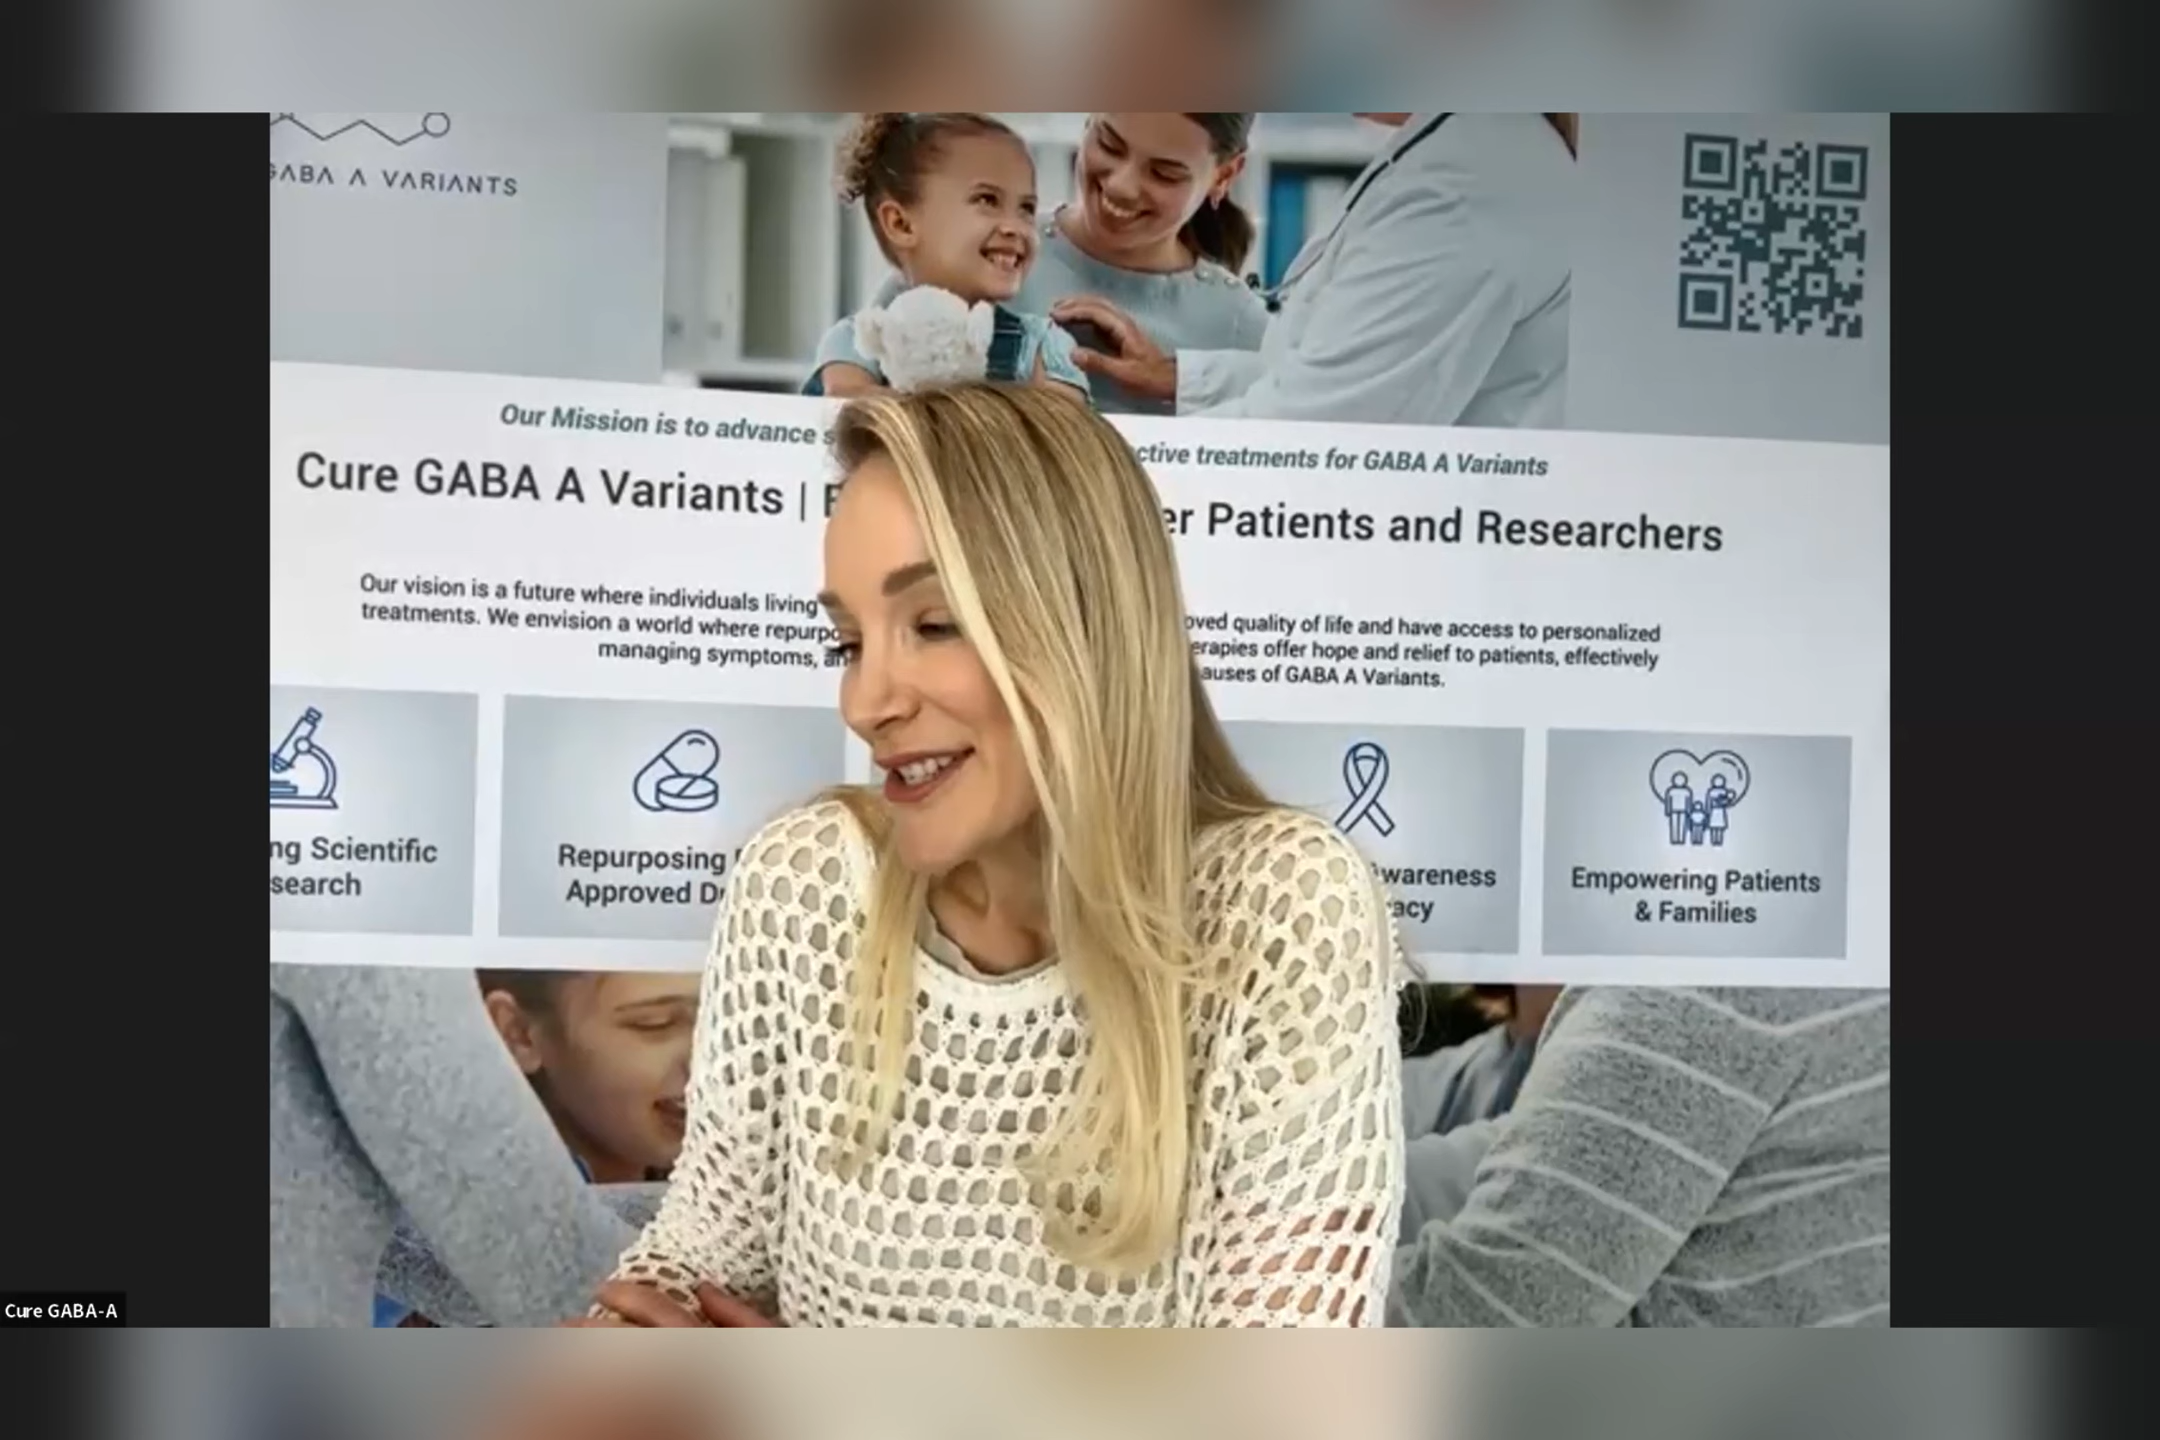 GABA A VARIANTS
Our Mission is to advance
ctive treatments for GABA A Variants
Cure GABA A Variants |
er Patients and Researchers
Our vision is a future where individuals living
oved quality of life and have access to personalized
treatments. We envision a world where repurpo
erapies offer hope and relief to patients, effectively
managing symptoms, an
auses of GABA A Variants.
ng Scientific
search
Repurposing
Approved Dr
wareness
acy
Empowering Patients
& Families
Cure GABA-A